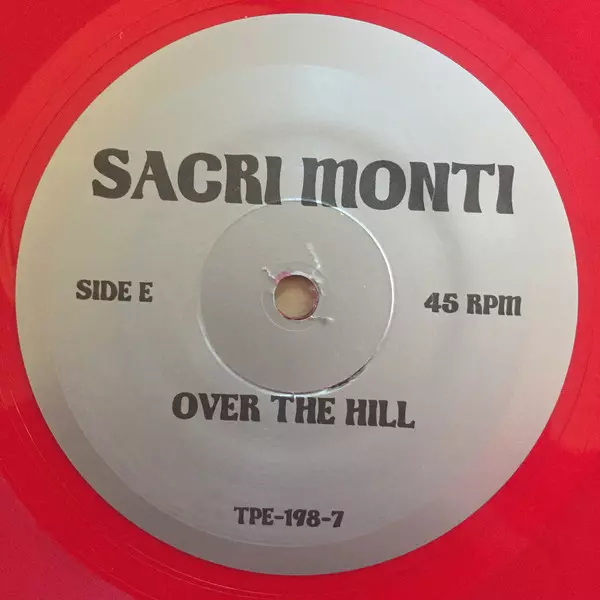 SACRI MONTI
SIDE E
45 RPM
OVER THE HILL
TPE-198-7